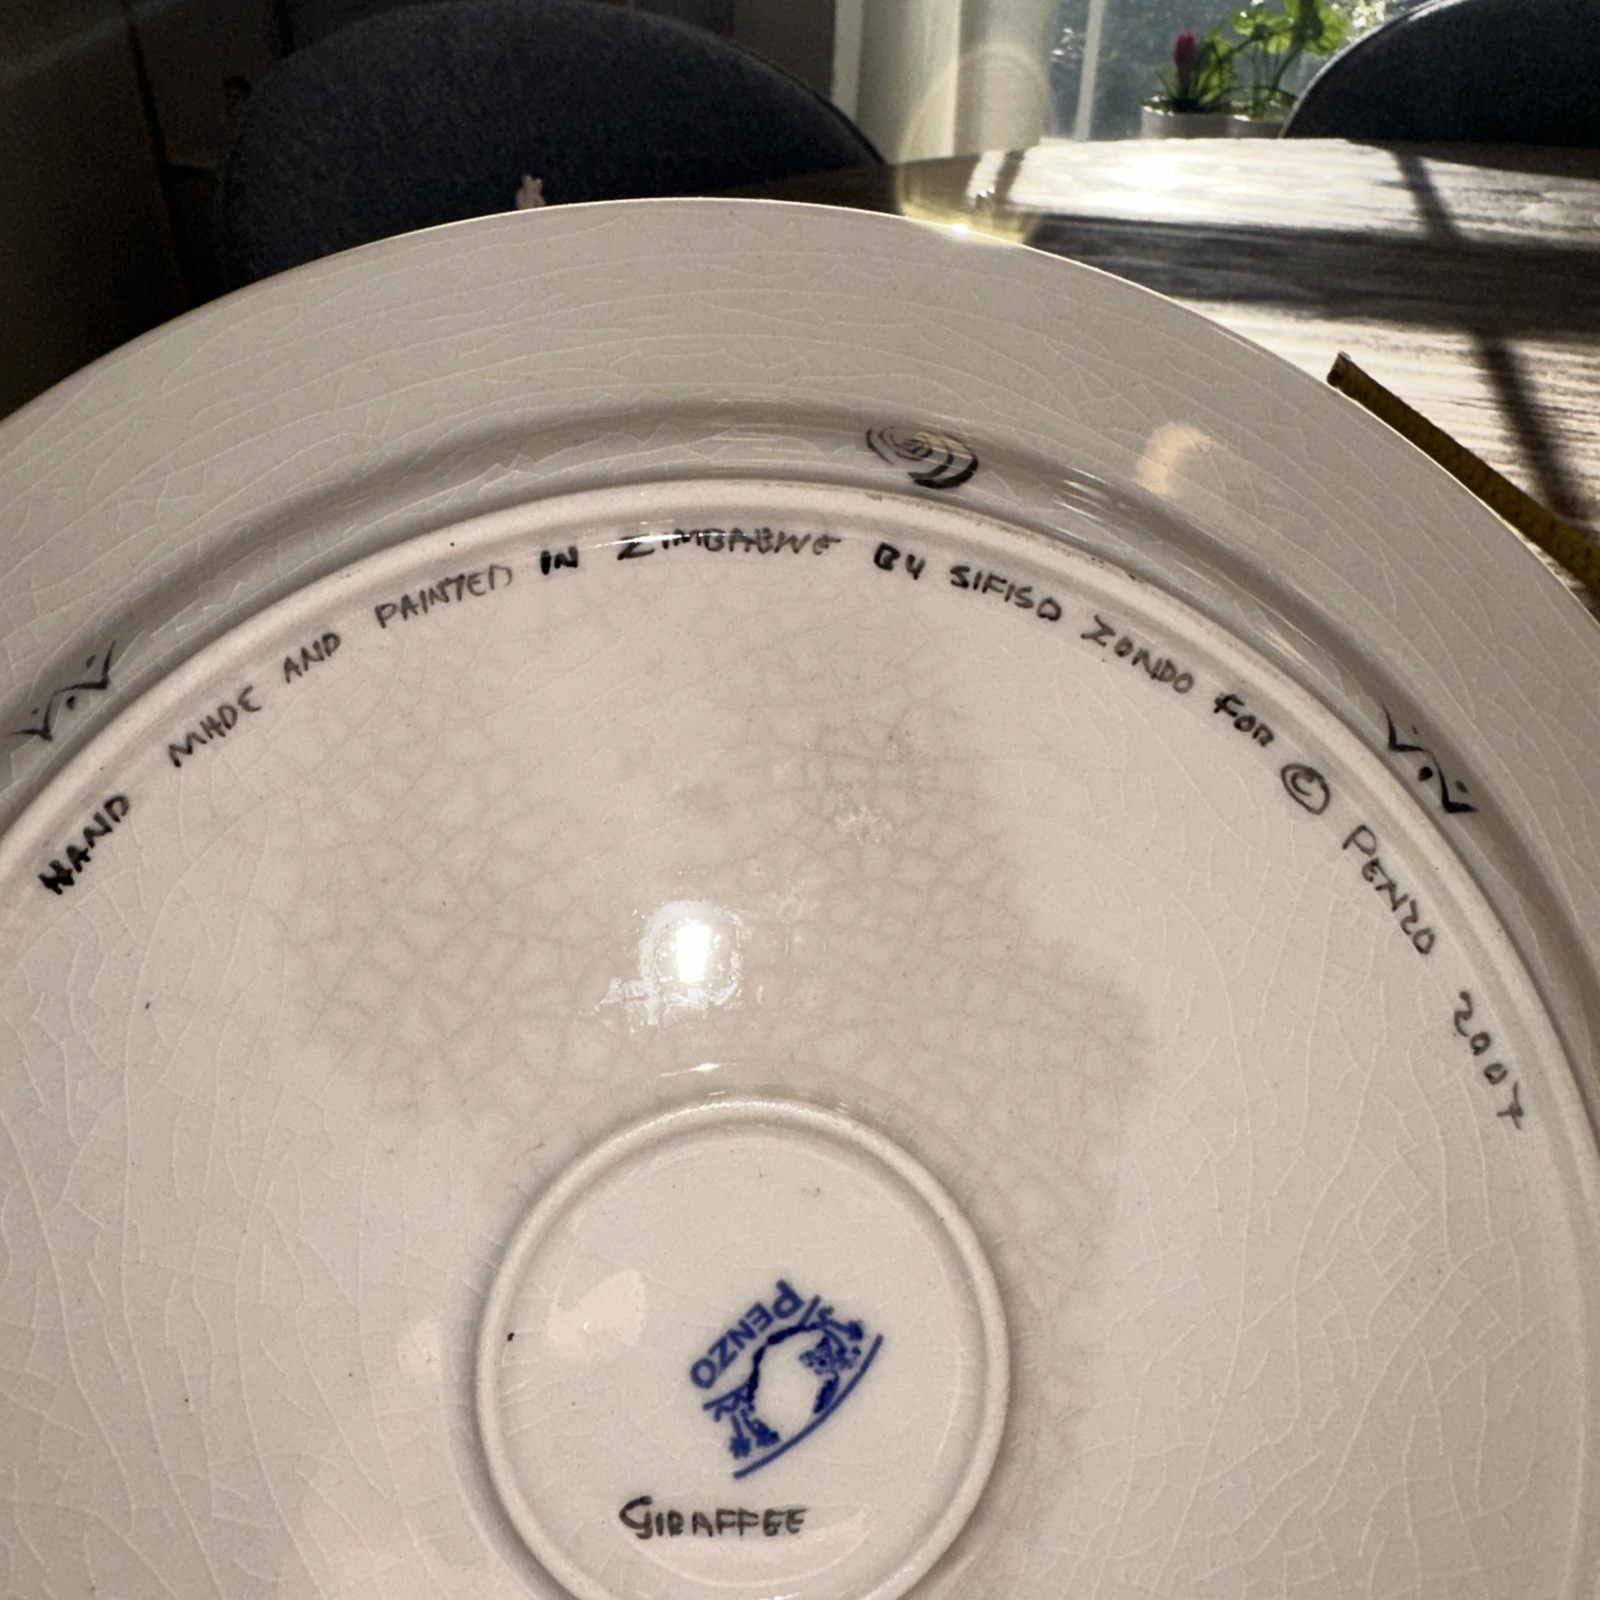 HAND MADE AND PAINTED IN ZIMBABWE BY SIFISO ZONDO FOR © PENZO 2007
PENZO
GIRAFFEE